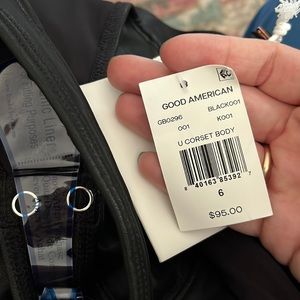 GOOD AMERICAN
GB0296 BLACK001
001 K001
U CORSET BODY
8 40163 85392 7
6
$95.00